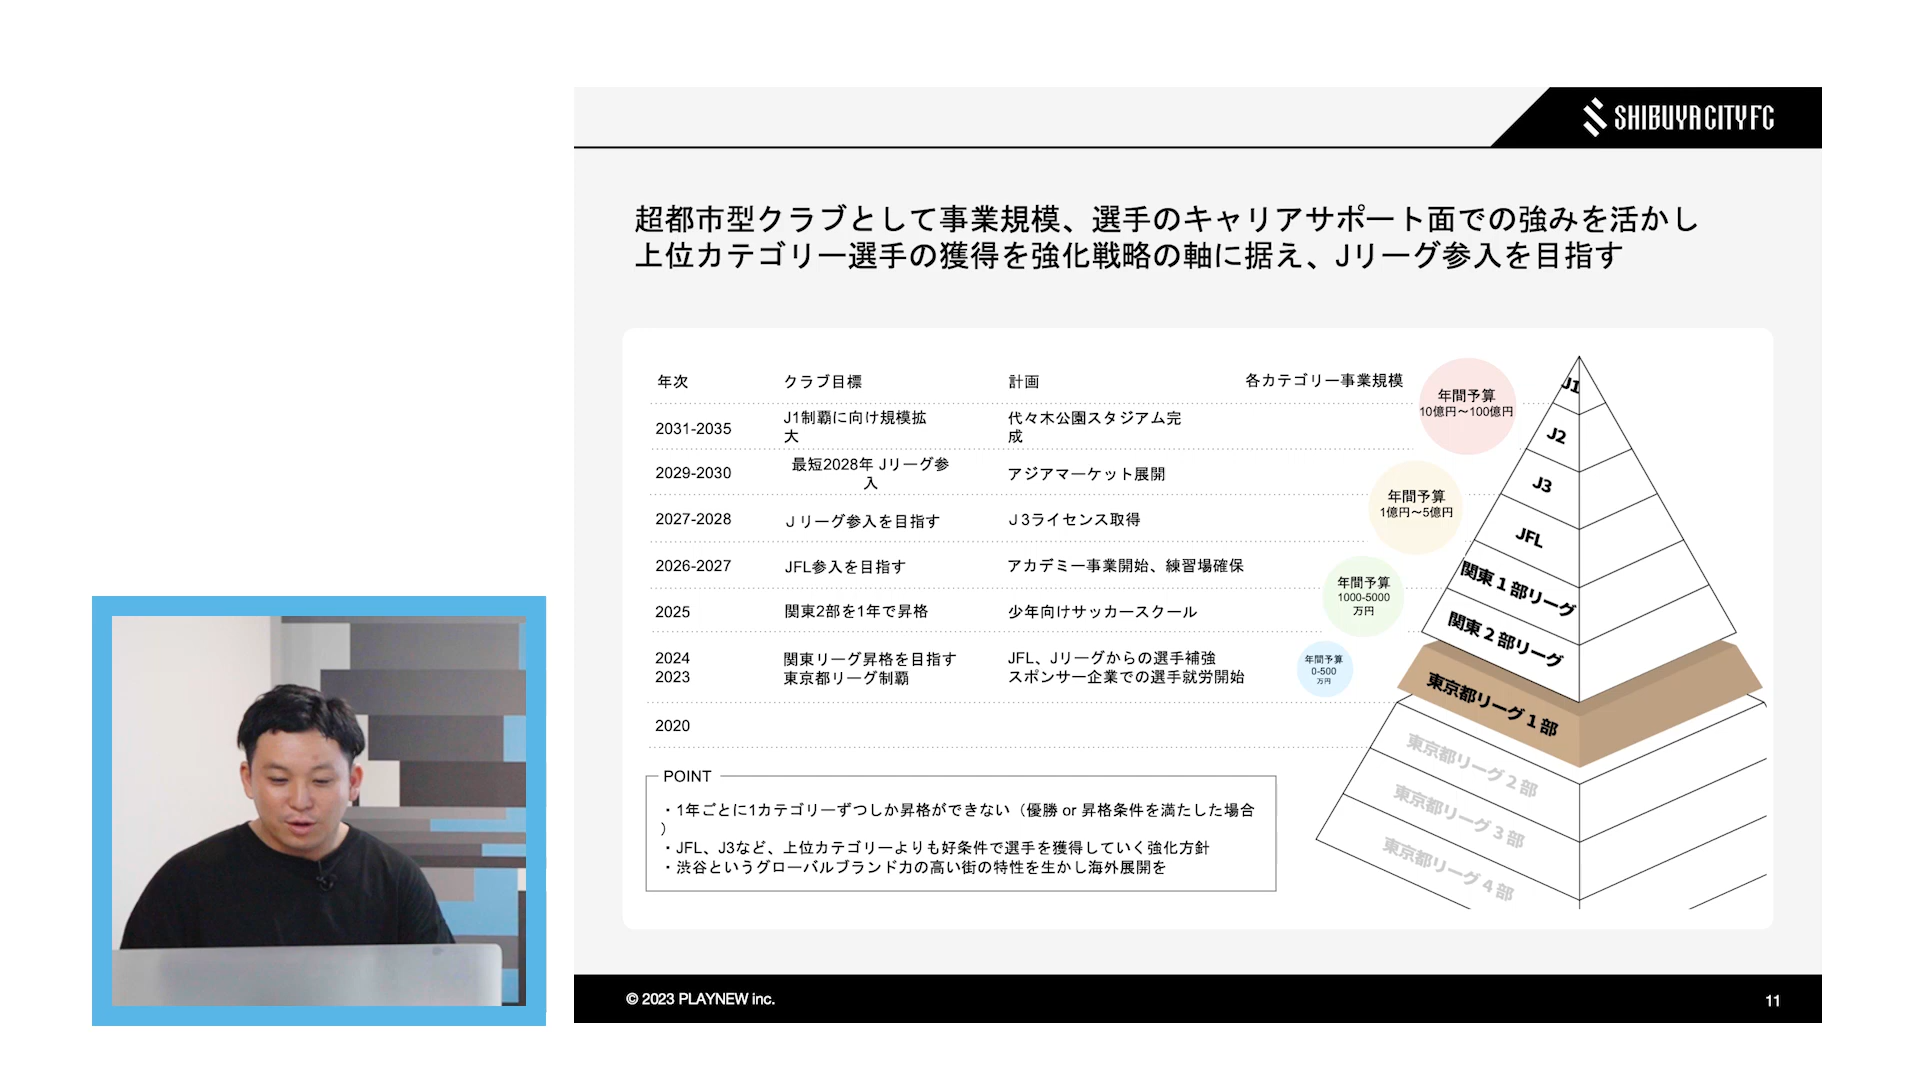 SHIBUYA CITY FC
超都市型クラブとして事業規模、選手のキャリアサポート面での強みを活かし
上位カテゴリー選手の獲得を強化戦略の軸に据え、Jリーグ参入を目指す
年次 クラブ目標 計画 各カテゴリー事業規模
2031-2035
J1制覇に向け規模拡
大
代々木公園スタジアム完
成
2029-2030
最短2028年 Jリーグ参
入
アジアマーケット展開
2027-2028 Jリーグ参入を目指す J3ライセンス取得
2026-2027 JFL参入を目指す アカデミー事業開始、練習場確保
2025 関東2部を1年で昇格 少年向けサッカースクール
2024 関東リーグ昇格を目指す JFL、Jリーグからの選手補強
2023 東京都リーグ制覇 スポンサー企業での選手就労開始
2020
年間予算
10億円〜100億円
年間予算
1億円〜5億円
年間予算
1000-5000
万円
年間予算
0-500
万円
J1
J2
J3
JFL
関東1部リーグ
関東2部リーグ
東京都リーグ1部
東京都リーグ2部
東京都リーグ3部
東京都リーグ4部
POINT
・1年ごとに1カテゴリーずつしか昇格ができない（優勝 or 昇格条件を満たした場合
）
・JFL、J3など、上位カテゴリーよりも好条件で選手を獲得していく強化方針
・渋谷というグローバルブランド力の高い街の特性を生かし海外展開を
© 2023 PLAYNEW inc.
11